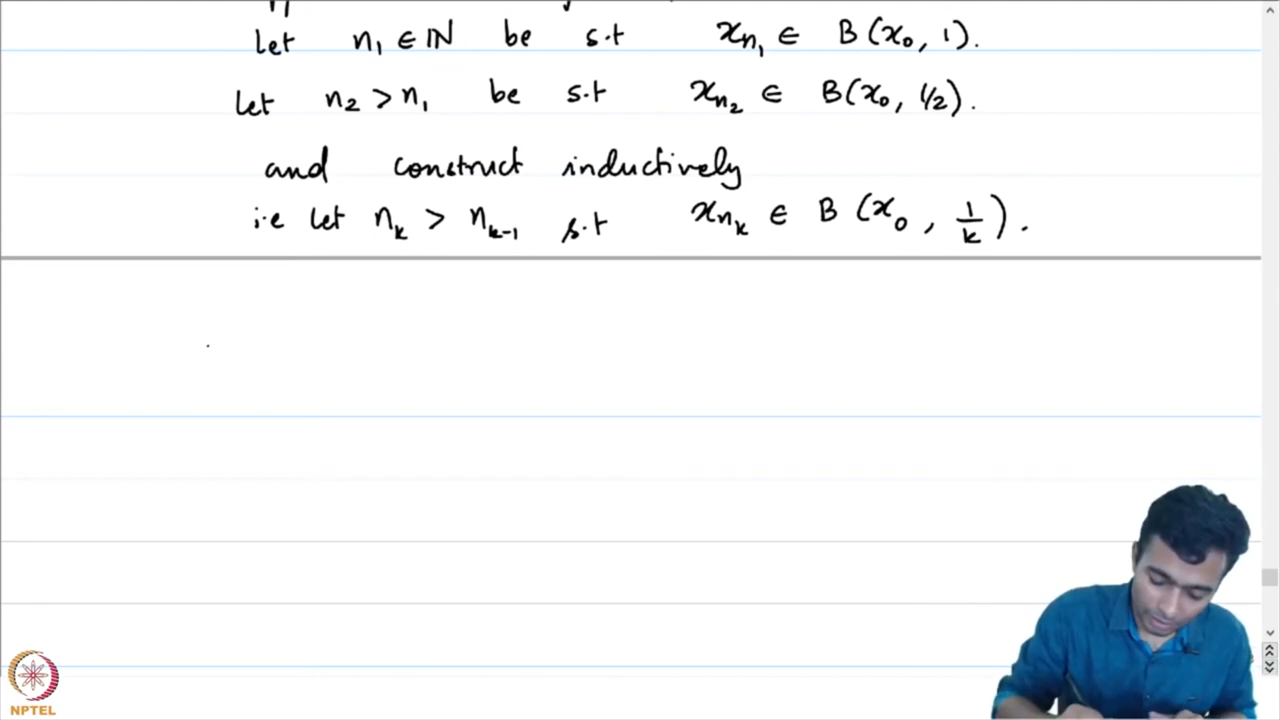 Let n₁ ∈ ℕ be s.t x_{n₁} ∈ B(x₀, 1).
Let n₂ > n₁ be s.t x_{n₂} ∈ B(x₀, 1/2).
and construct inductively
i.e let n_k > n_{k-1} s.t x_{n_k} ∈ B(x₀, 1/k).
NPTEL